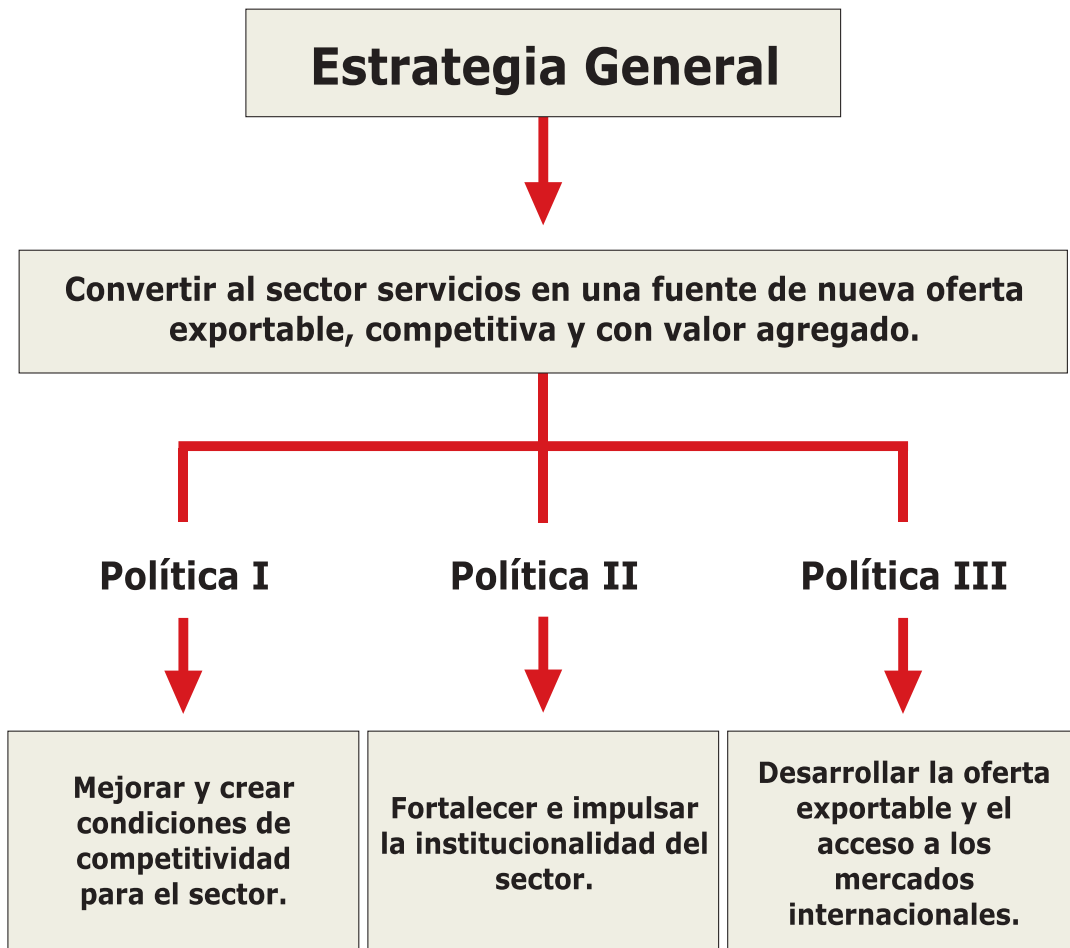 Estrategia General
Convertir al sector servicios en una fuente de nueva oferta
exportable, competitiva y con valor agregado.
Política I
Política II
Política III
Mejorar y crear
condiciones de
competitividad
para el sector.
Fortalecer e impulsar
la institucionalidad del
sector.
Desarrollar la oferta
exportable y el
acceso a los
mercados
internacionales.